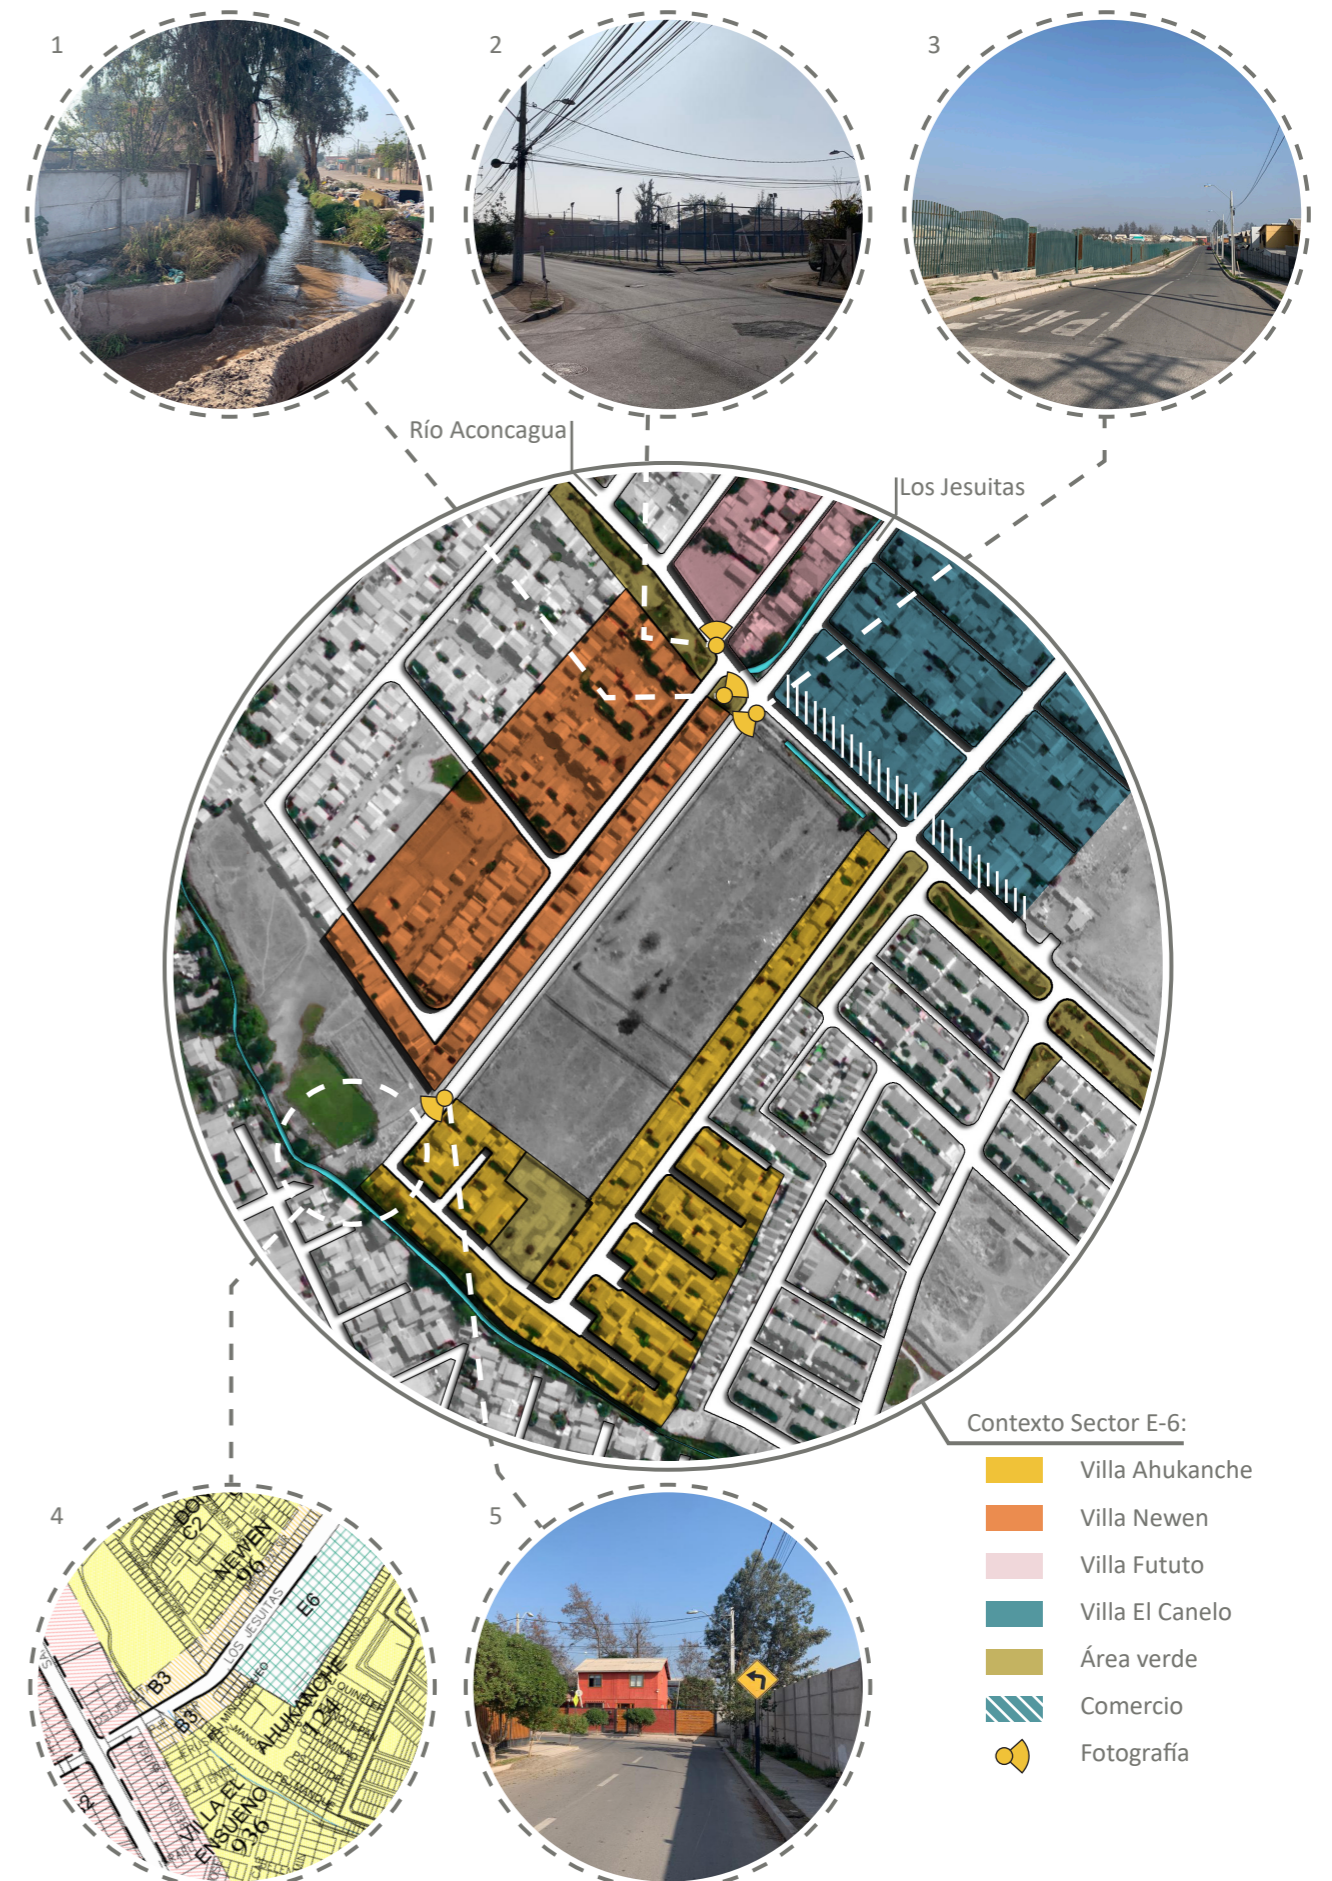 1
2
3
Río Aconcagua
Los Jesuitas
Contexto Sector E-6:
Villa Ahukanche
Villa Newen
Villa Fututo
Villa El Canelo
Área verde
Comercio
Fotografía
4
5
C2
NEWEN
96
E6
LOS JESUITAS
B3
B3
AHUKANCHE
124
PELMANQUE
VILLA EL
ENSUEÑO
936